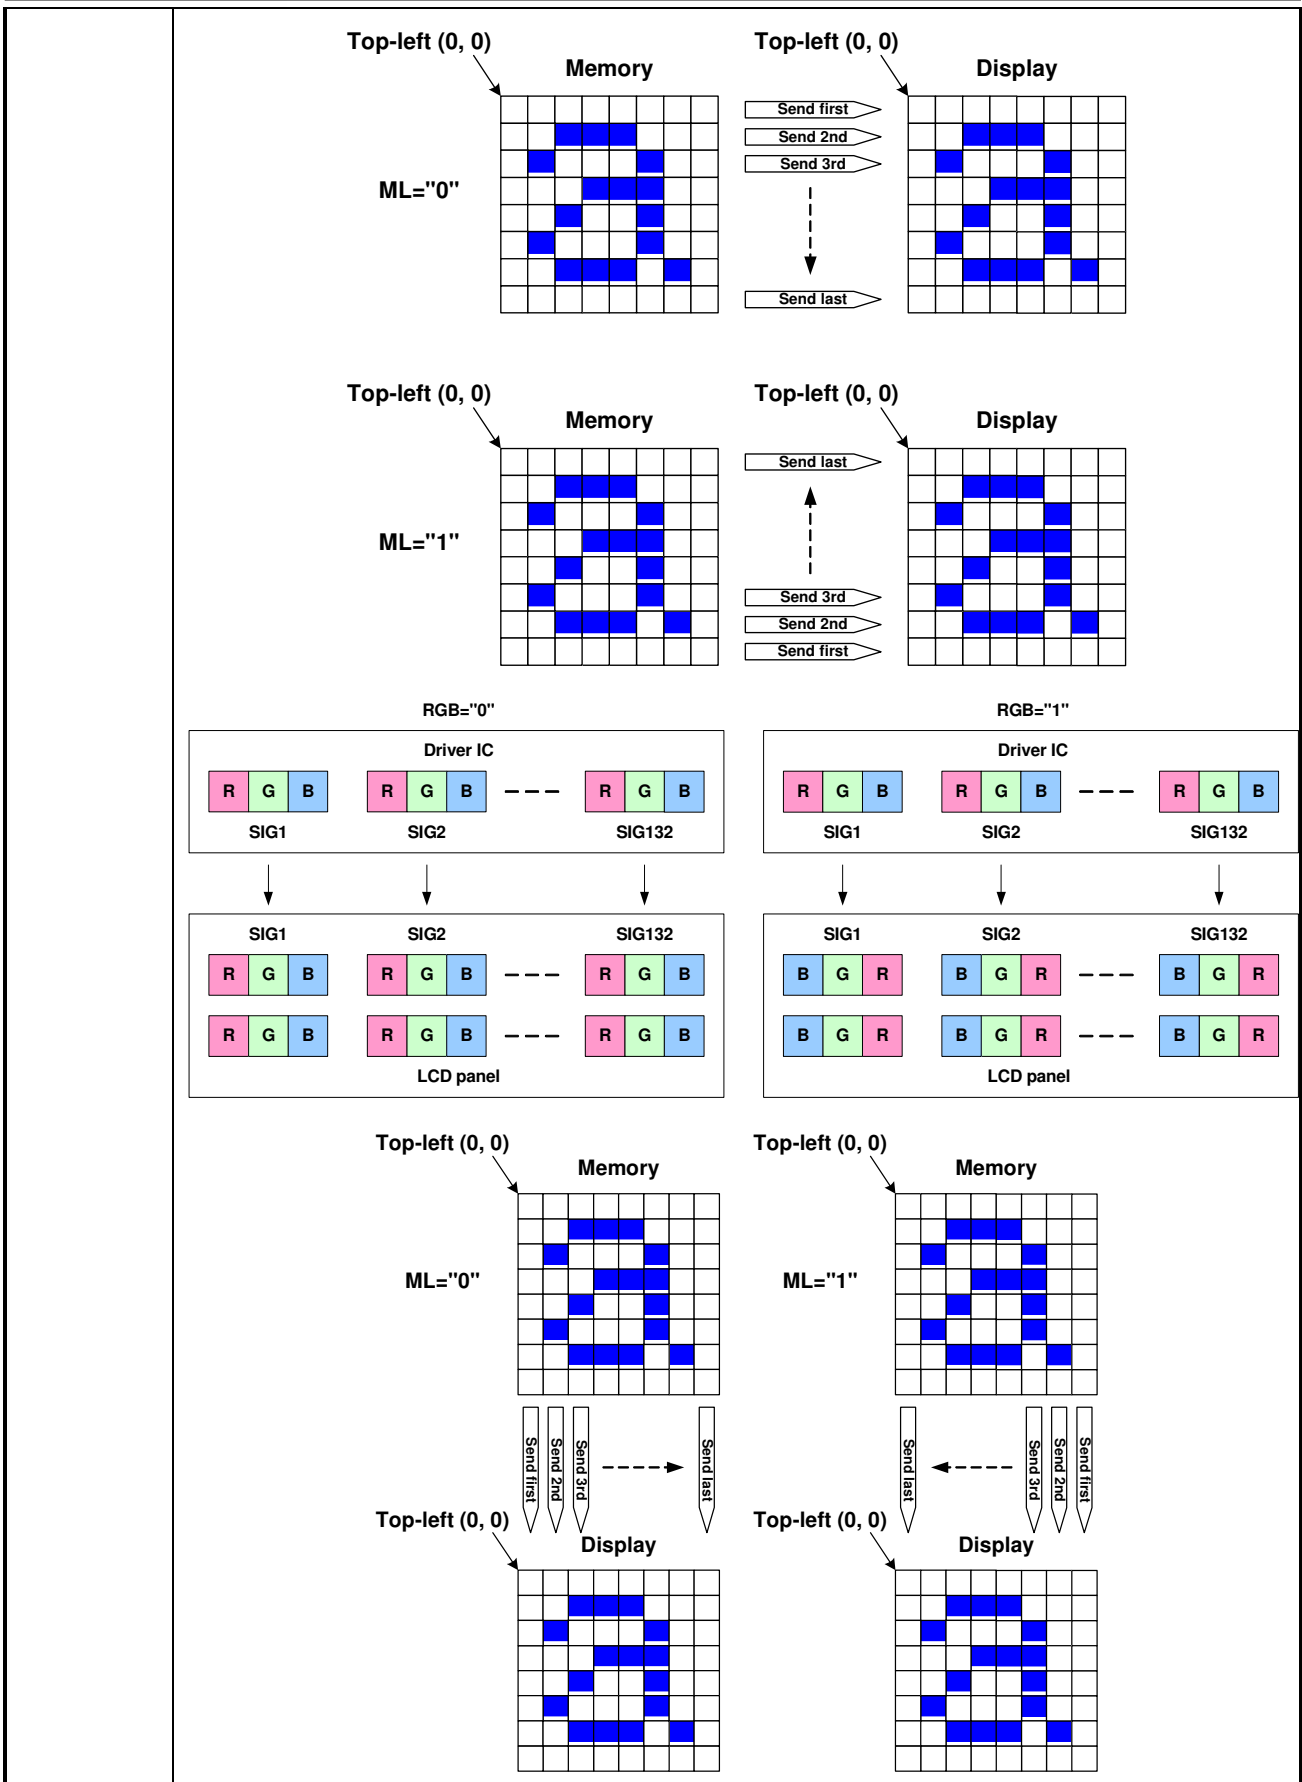 Top-left (0, 0) Top-left (0, 0)
Memory Display
Send first
Send 2nd
Send 3rd
ML="0"
Send last
Top-left (0, 0) Top-left (0, 0)
Memory Display
Send last
ML="1"
Send 3rd
Send 2nd
Send first
RGB="0" RGB="1"
Driver IC Driver IC
R G B R G B R G B R G B R G B R G B
SIG1 SIG2 SIG132 SIG1 SIG2 SIG132
SIG1 SIG2 SIG132 SIG1 SIG2 SIG132
R G B R G B R G B B G R B G R B G R
R G B R G B R G B B G R B G R B G R
LCD panel LCD panel
Top-left (0, 0) Top-left (0, 0)
Memory Memory
ML="0" ML="1"
Send first Send 2nd Send 3rd Send last Send last Send 3rd Send 2nd Send first
Top-left (0, 0) Top-left (0, 0)
Display Display